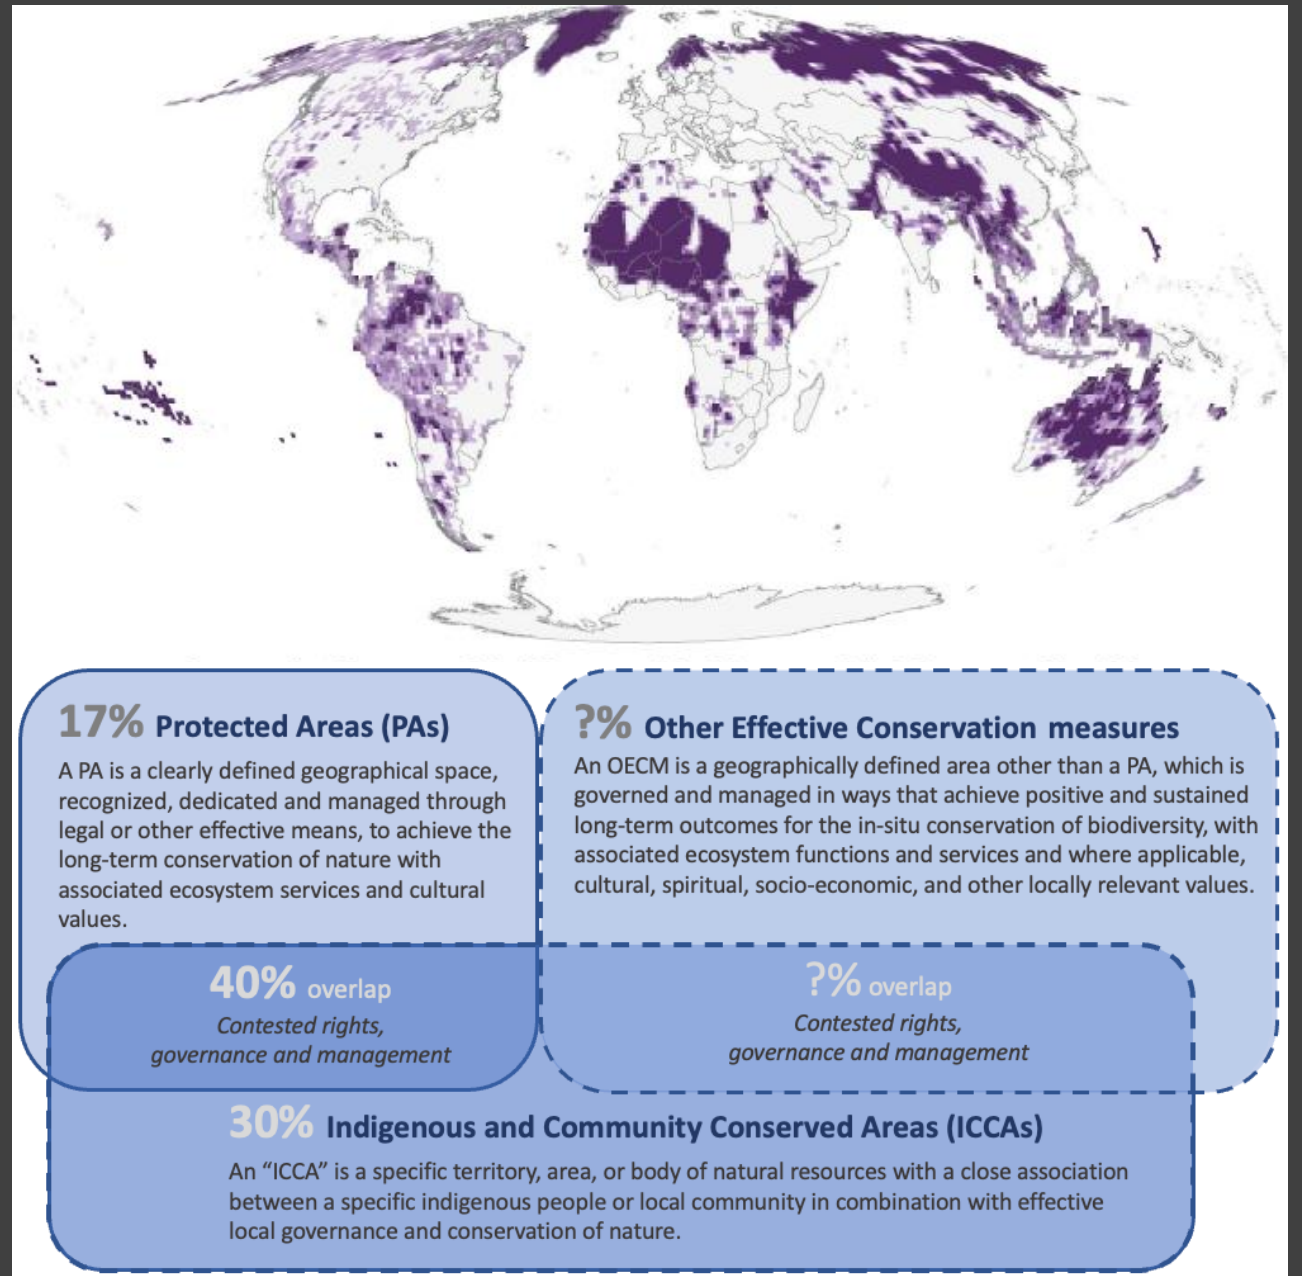 17% Protected Areas (PAs)
A PA is a clearly defined geographical space,
recognized, dedicated and managed through
legal or other effective means, to achieve the
long-term conservation of nature with
associated ecosystem services and cultural
values.
?% Other Effective Conservation measures
An OECM is a geographically defined area other than a PA, which is
governed and managed in ways that achieve positive and sustained
long-term outcomes for the in-situ conservation of biodiversity, with
associated ecosystem functions and services and where applicable,
cultural, spiritual, socio-economic, and other locally relevant values.
40% overlap
Contested rights,
governance and management
?% overlap
Contested rights,
governance and management
30% Indigenous and Community Conserved Areas (ICCAs)
An “ICCA” is a specific territory, area, or body of natural resources with a close association
between a specific indigenous people or local community in combination with effective
local governance and conservation of nature.